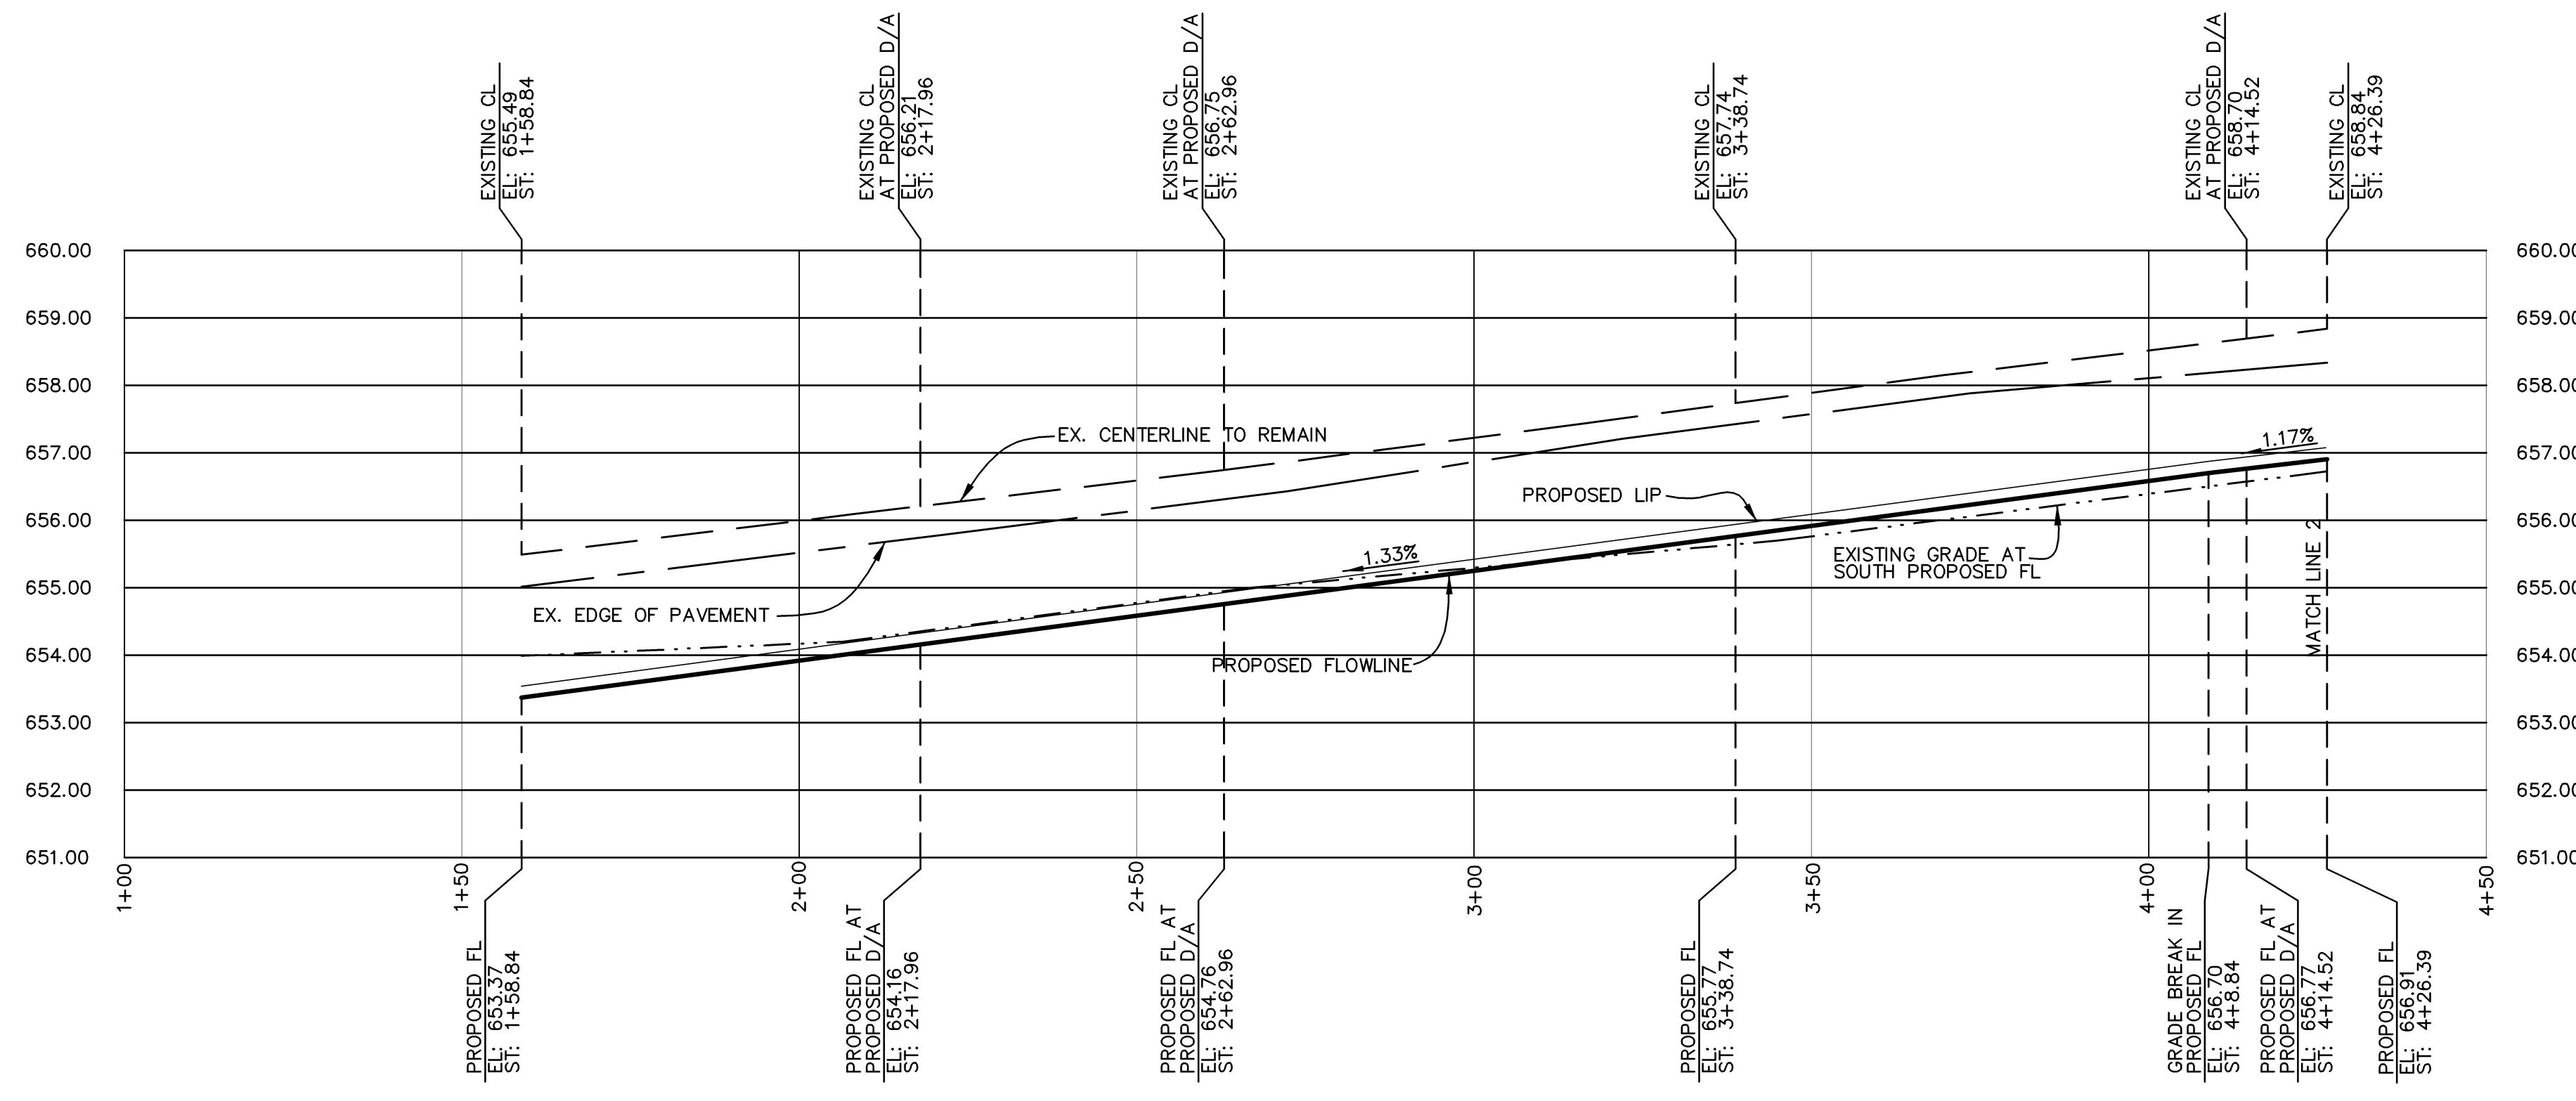 EXISTING CL
EL: 655.49
ST: 1+58.84
EXISTING CL
AT PROPOSED D/A
EL: 656.21
ST: 2+17.96
EXISTING CL
AT PROPOSED D/A
EL: 656.75
ST: 2+62.96
EXISTING CL
EL: 657.74
ST: 3+38.74
EXISTING CL
AT PROPOSED D/A
EL: 658.70
ST: 4+14.52
EXISTING CL
EL: 658.84
ST: 4+26.39
660.00
660.00
659.00
659.00
658.00
658.00
657.00
657.00
656.00
656.00
655.00
655.00
654.00
654.00
653.00
653.00
652.00
652.00
651.00
651.00
EX. CENTERLINE TO REMAIN
1.17%
PROPOSED LIP
1.33%
EXISTING GRADE AT
SOUTH PROPOSED FL
MATCH LINE 2
EX. EDGE OF PAVEMENT
PROPOSED FLOWLINE
1+00
1+50
2+00
2+50
3+00
3+50
4+00
4+50
PROPOSED FL
EL: 653.37
ST: 1+58.84
PROPOSED FL AT
PROPOSED D/A
EL: 654.16
ST: 2+17.96
PROPOSED FL AT
PROPOSED D/A
EL: 654.76
ST: 2+62.96
PROPOSED FL
EL: 655.77
ST: 3+38.74
GRADE BREAK IN
PROPOSED FL
EL: 656.70
ST: 4+8.84
PROPOSED FL AT
PROPOSED D/A
EL: 656.77
ST: 4+14.52
PROPOSED FL
EL: 656.91
ST: 4+26.39